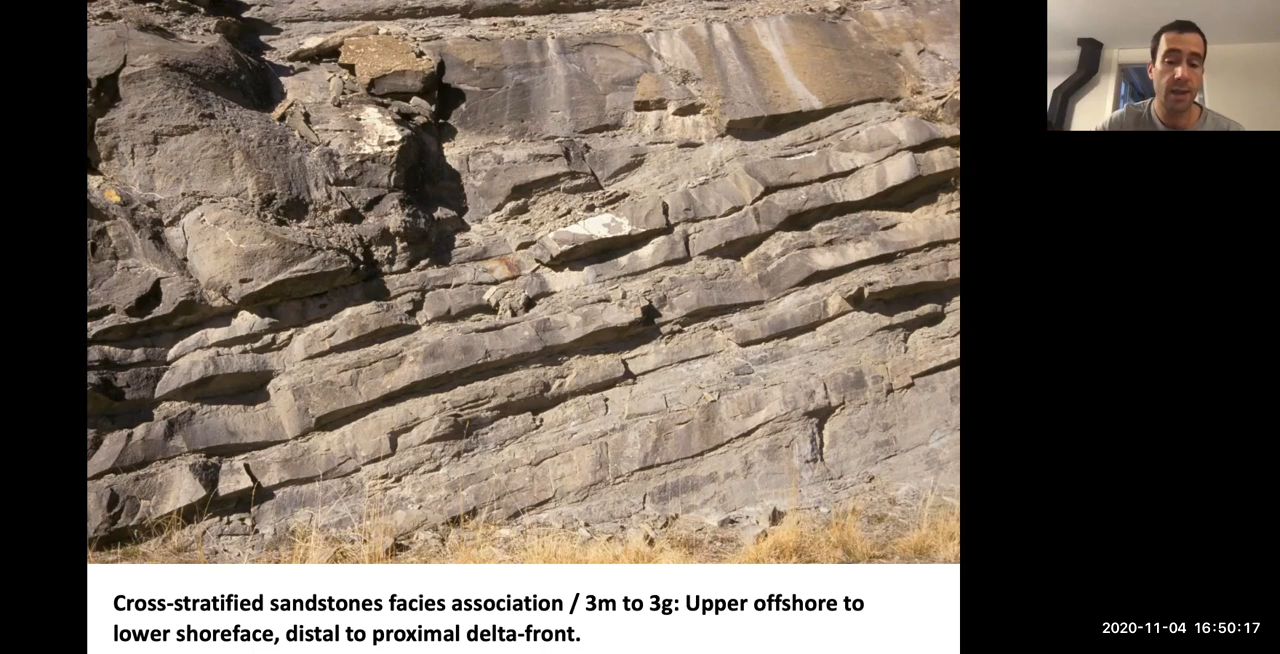 Cross-stratified sandstones facies association / 3m to 3g: Upper offshore to
lower shoreface, distal to proximal delta-front.
2020-11-04 16:50:17